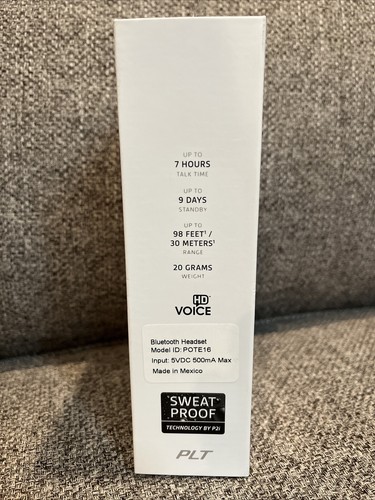 UP TO
7 HOURS
TALK TIME
UP TO
9 DAYS
STANDBY
UP TO
98 FEET¹ /
30 METERS¹
RANGE
20 GRAMS
WEIGHT
HD
VOICE
Bluetooth Headset
Model ID: POTE16
Input: 5VDC 500mA Max
Made in Mexico
SWEAT
PROOF
TECHNOLOGY BY P2i
PLT